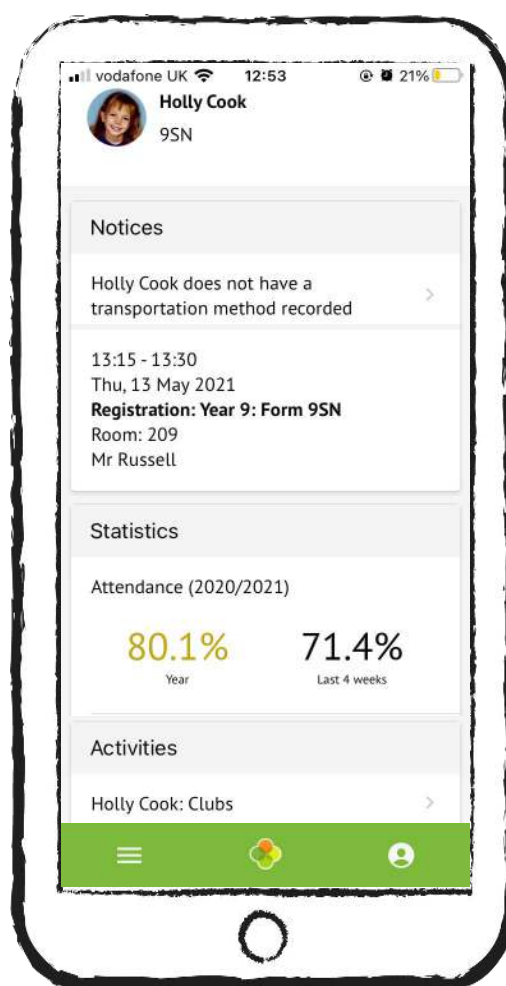 vodafone UK 12:53 21%
Holly Cook
9SN
Notices
Holly Cook does not have a
transportation method recorded
13:15 - 13:30
Thu, 13 May 2021
Registration: Year 9: Form 9SN
Room: 209
Mr Russell
Statistics
Attendance (2020/2021)
80.1% 71.4%
Year Last 4 weeks
Activities
Holly Cook: Clubs